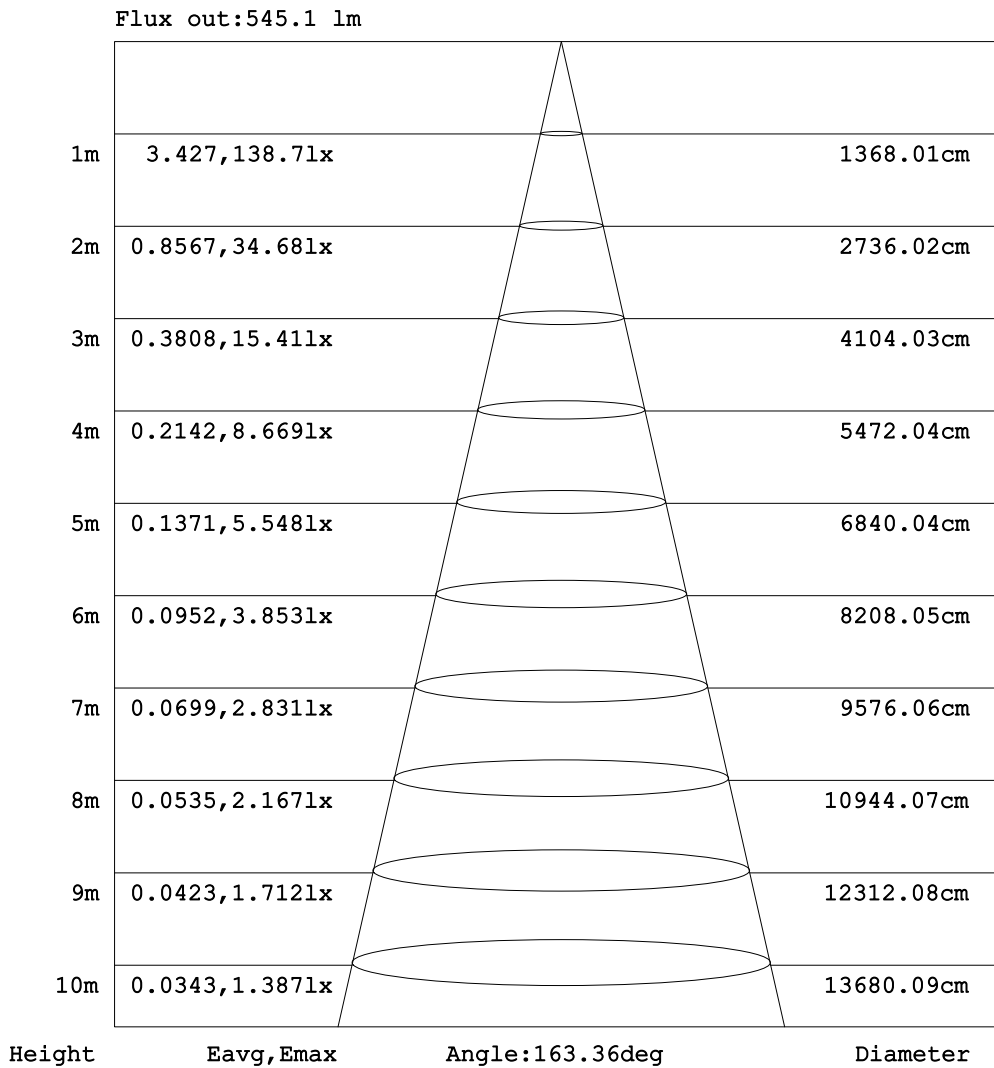 Flux out:545.1 lm
1m 3.427,138.7lx 1368.01cm
2m 0.8567,34.68lx 2736.02cm
3m 0.3808,15.41lx 4104.03cm
4m 0.2142,8.669lx 5472.04cm
5m 0.1371,5.548lx 6840.04cm
6m 0.0952,3.853lx 8208.05cm
7m 0.0699,2.831lx 9576.06cm
8m 0.0535,2.167lx 10944.07cm
9m 0.0423,1.712lx 12312.08cm
10m 0.0343,1.387lx 13680.09cm
Height Eavg,Emax Angle:163.36deg Diameter